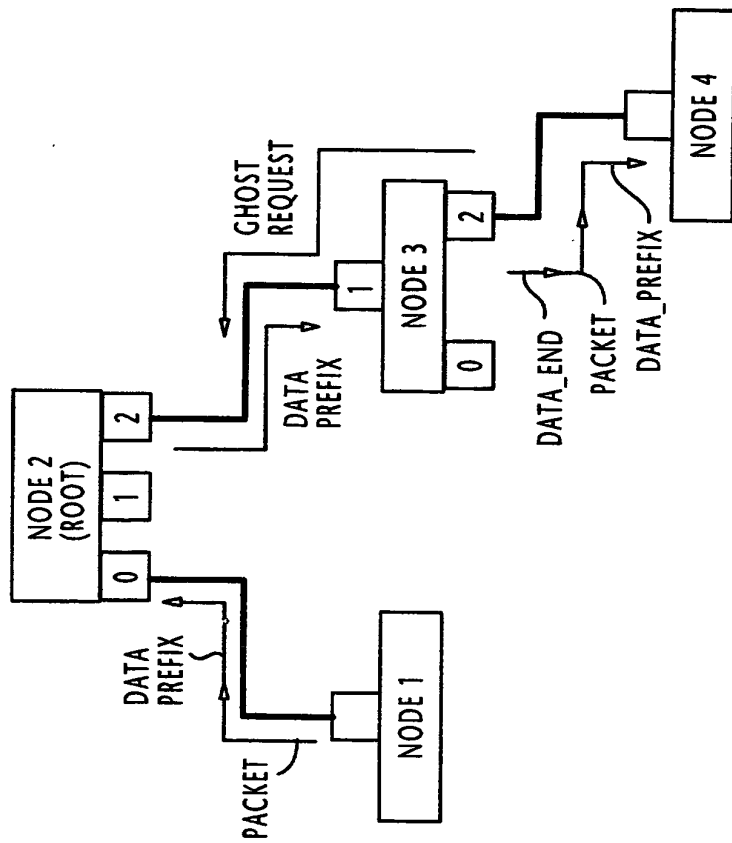 NODE 2
(ROOT)
0
1
2
DATA
PREFIX
PACKET
NODE 1
DATA
PREFIX
GHOST
REQUEST
1
NODE 3
0
2
DATA_END
PACKET
DATA_PREFIX
NODE 4